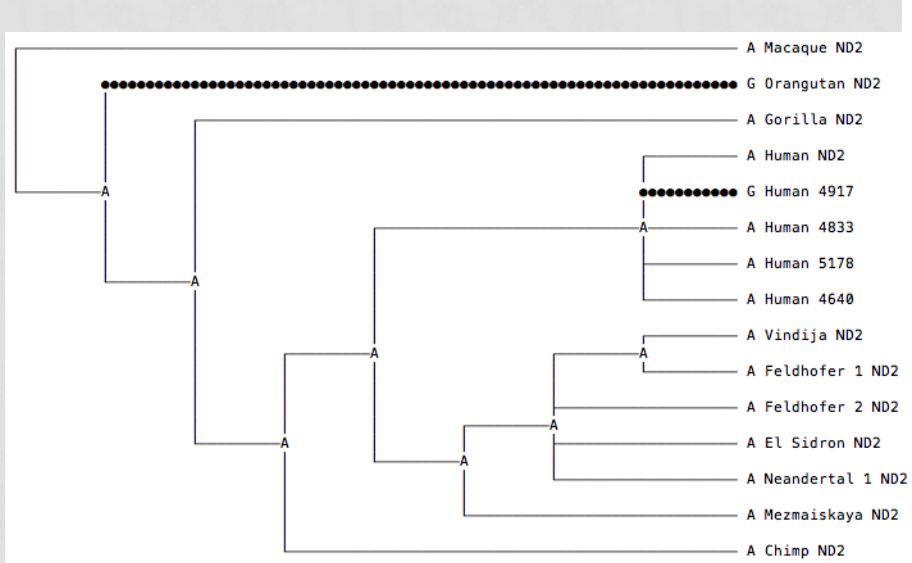 A Macaque ND2
G Orangutan ND2
A Gorilla ND2
A Human ND2
A
G Human 4917
A
A Human 4833
A Human 5178
A
A Human 4640
A Vindija ND2
A
A
A Feldhofer 1 ND2
A Feldhofer 2 ND2
A
A
A El Sidron ND2
A
A Neandertal 1 ND2
A Mezmaiskaya ND2
A Chimp ND2